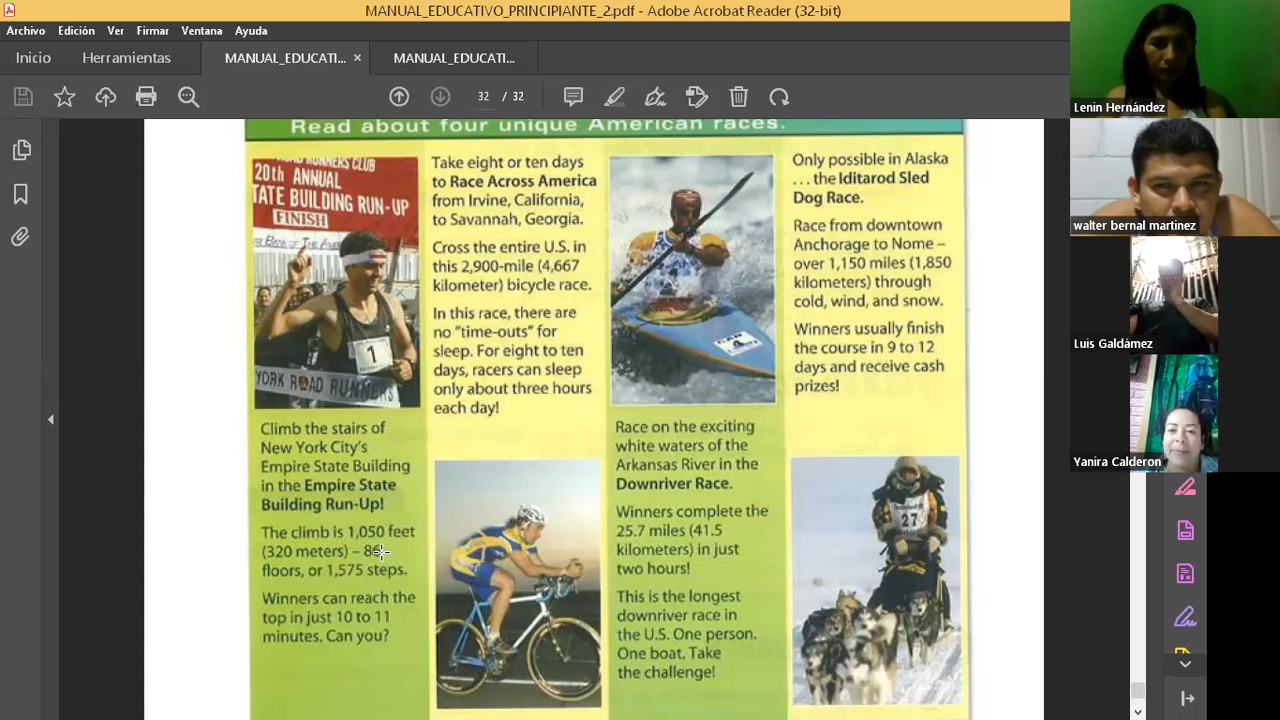 MANUAL_EDUCATIVO_PRINCIPIANTE_2.pdf - Adobe Acrobat Reader (32-bit)
Archivo Edición Ver Firmar Ventana Ayuda
Inicio Herramientas MANUAL_EDUCATI... × MANUAL_EDUCATI...
32 / 32
Read about four unique American races.
ROAD RUNNERS CLUB
20th ANNUAL
STATE BUILDING RUN-UP
FINISH
1
YORK ROAD RUNNERS
Climb the stairs of
New York City's
Empire State Building
in the Empire State
Building Run-Up!
The climb is 1,050 feet
(320 meters) –
floors, or 1,575 steps.
Winners can reach the
top in just 10 to 11
minutes. Can you?
Take eight or ten days
to Race Across America
from Irvine, California,
to Savannah, Georgia.
Cross the entire U.S. in
this 2,900-mile (4,667
kilometer) bicycle race.
In this race, there are
no "time-outs" for
sleep. For eight to ten
days, racers can sleep
only about three hours
each day!
Race on the exciting
white waters of the
Arkansas River in the
Downriver Race.
Winners complete the
25.7 miles (41.5
kilometers) in just
two hours!
This is the longest
downriver race in
the U.S. One person.
One boat. Take
the challenge!
Only possible in Alaska
... the Iditarod Sled
Dog Race.
Race from downtown
Anchorage to Nome –
over 1,150 miles (1,850
kilometers) through
cold, wind, and snow.
Winners usually finish
the course in 9 to 12
days and receive cash
prizes!
27
Lenin Hernández
walter bernal martinez
Luis Galdámez
Yanira Calderon